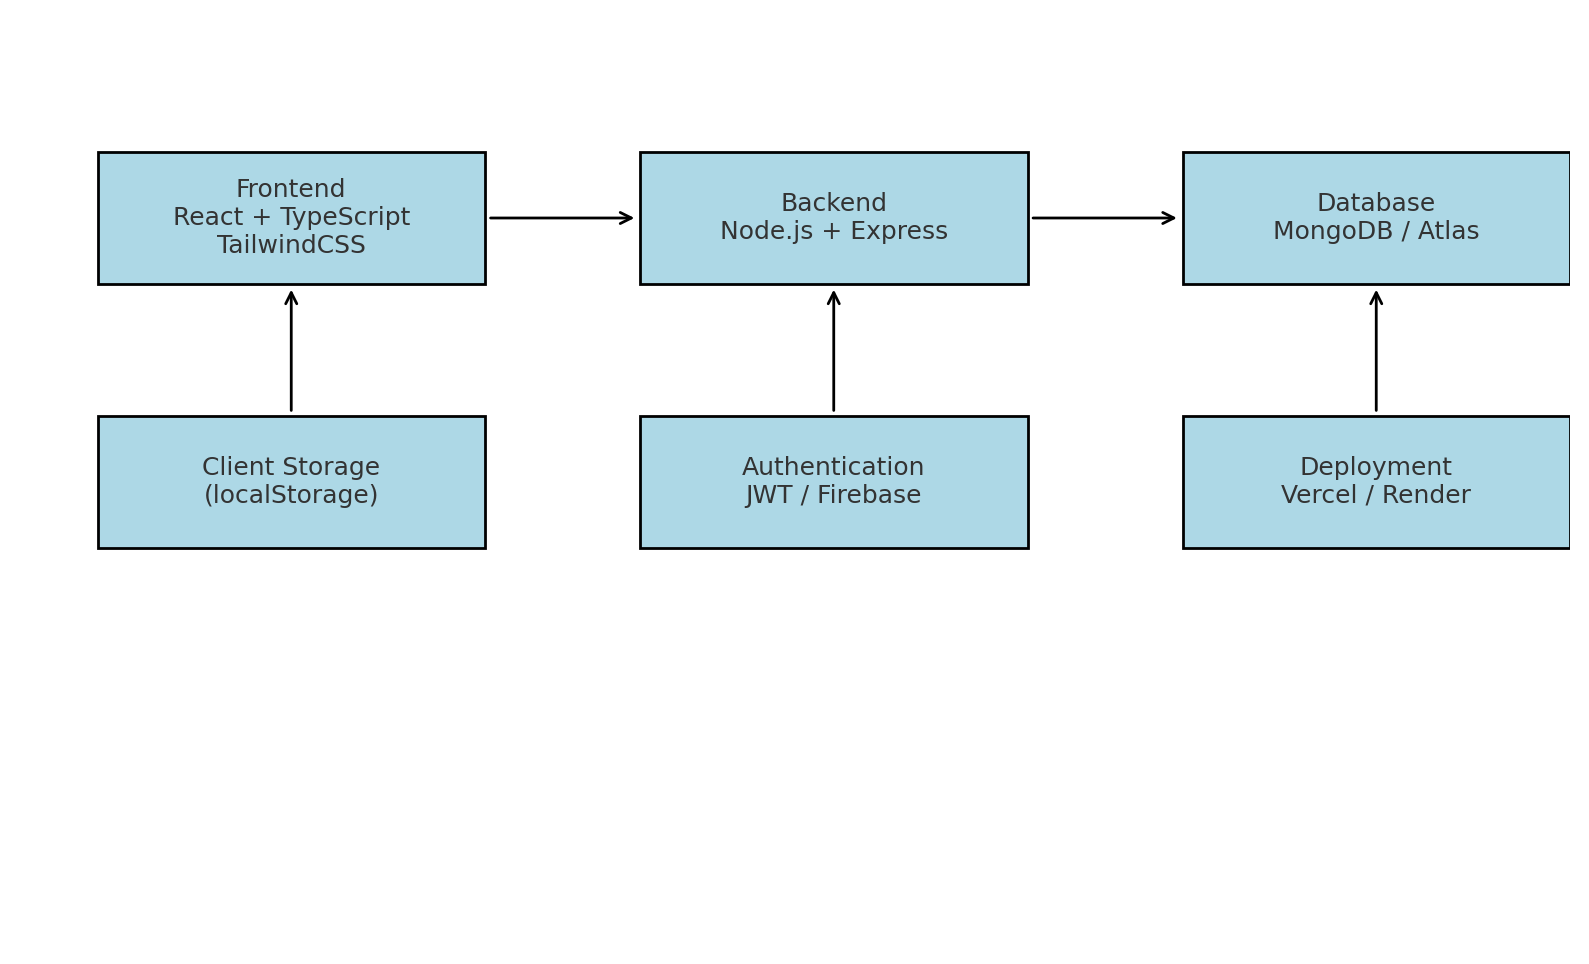 Frontend
React + TypeScript
TailwindCSS
Backend
Node.js + Express
Database
MongoDB / Atlas
Client Storage
(localStorage)
Authentication
JWT / Firebase
Deployment
Vercel / Render